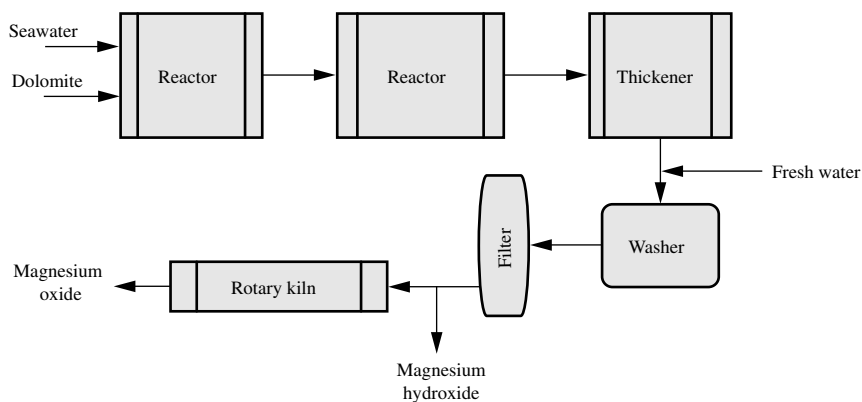 Seawater
Dolomite
Reactor
Reactor
Thickener
Fresh water
Washer
Filter
Rotary kiln
Magnesium
oxide
Magnesium
hydroxide